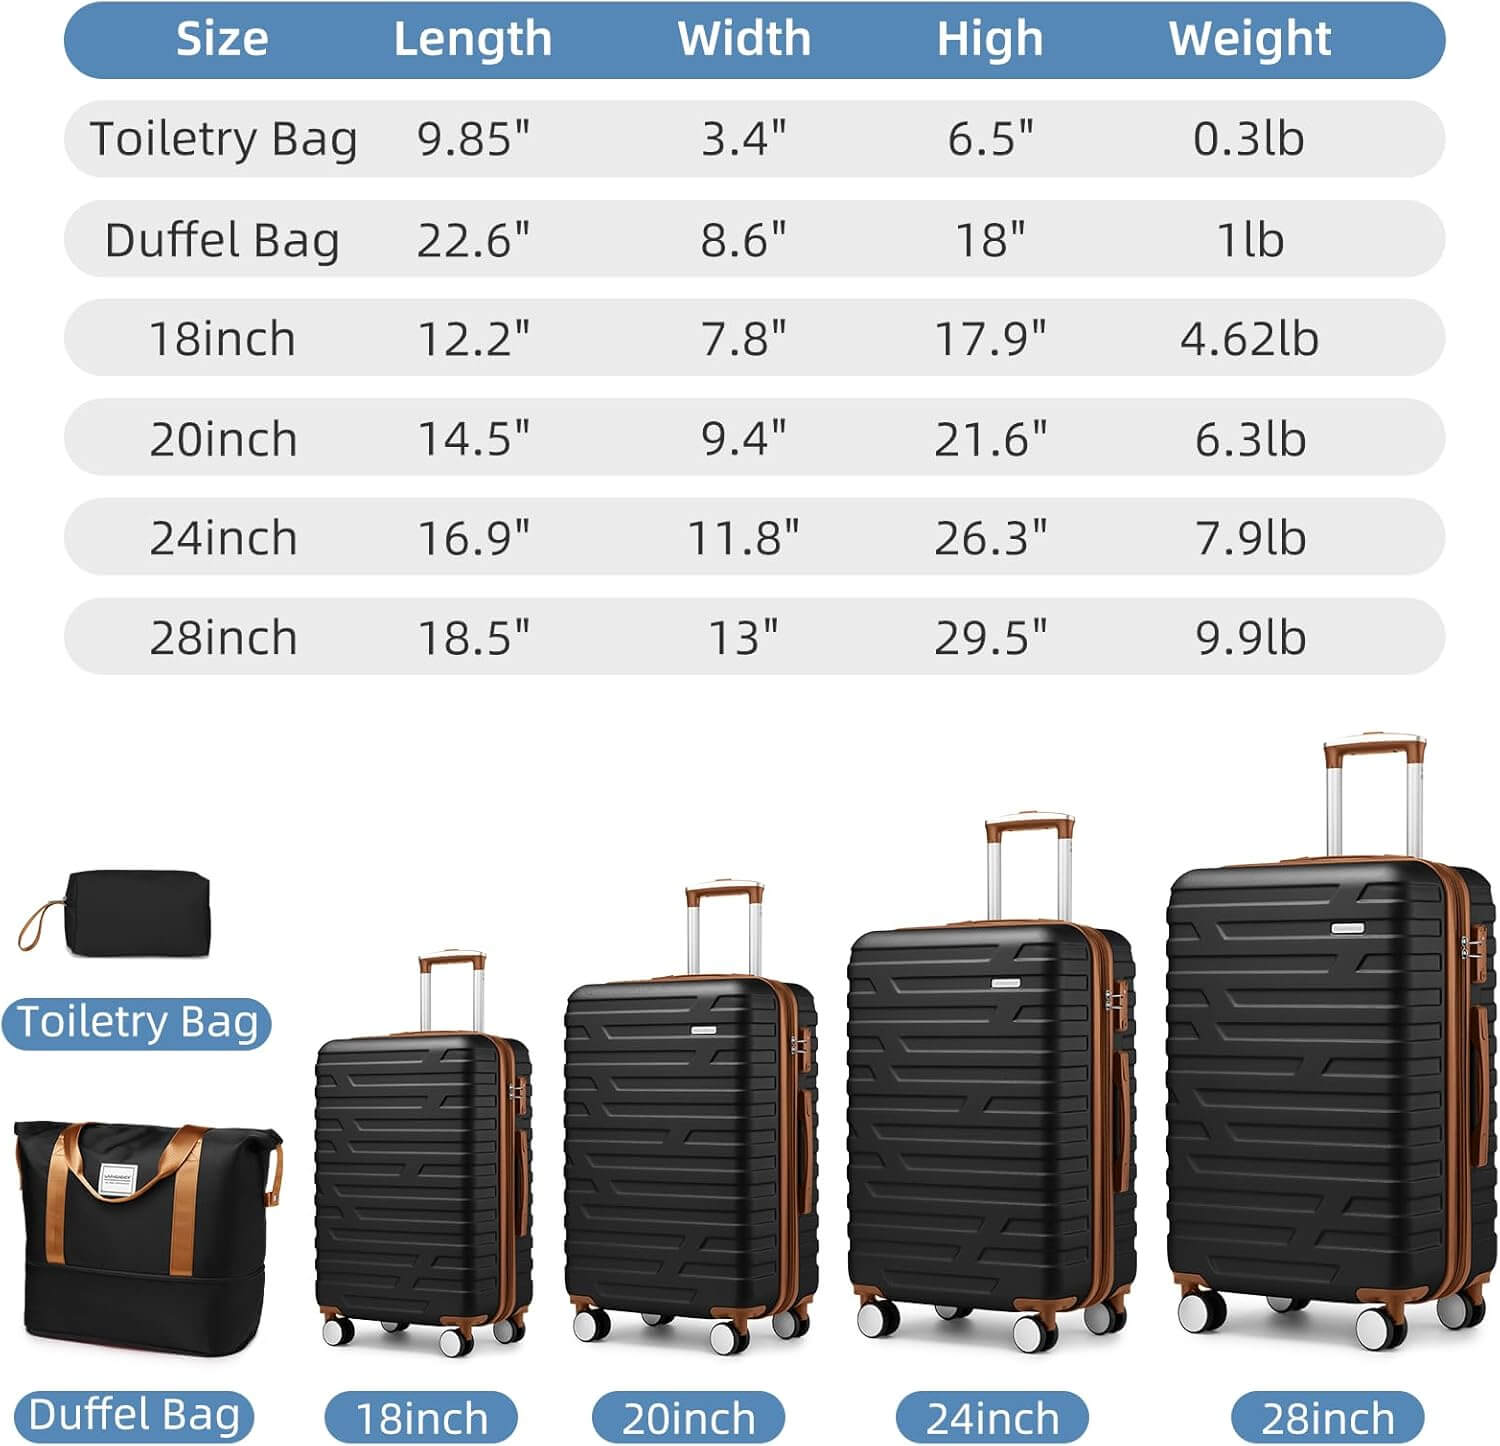 Size Length Width High Weight
Toiletry Bag 9.85" 3.4" 6.5" 0.3lb
Duffel Bag 22.6" 8.6" 18" 1lb
18inch 12.2" 7.8" 17.9" 4.62lb
20inch 14.5" 9.4" 21.6" 6.3lb
24inch 16.9" 11.8" 26.3" 7.9lb
28inch 18.5" 13" 29.5" 9.9lb
Toiletry Bag
Duffel Bag
18inch
20inch
24inch
28inch